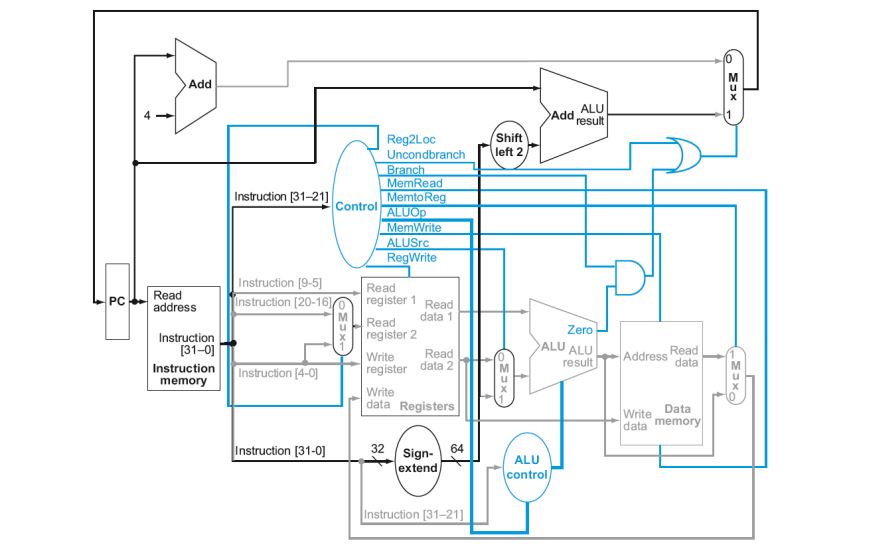 Add
4
0
M
u
x
1
Add
ALU
result
Shift
left 2
Reg2Loc
Uncondbranch
Branch
MemRead
MemtoReg
ALUOp
MemWrite
ALUSrc
RegWrite
Control
Instruction [31–21]
PC
Read
address
Instruction
[31–0]
Instruction
memory
Instruction [9-5]
Instruction [20-16]
Instruction [4-0]
0
M
u
x
1
Read
register 1
Read
register 2
Write
register
Write
data
Read
data 1
Read
data 2
Registers
0
M
u
x
1
Zero
ALU
ALU
result
Address
Read
data
Write
data
Data
memory
1
M
u
x
0
Instruction [31-0]
32
Sign-
extend
64
ALU
control
Instruction [31–21]